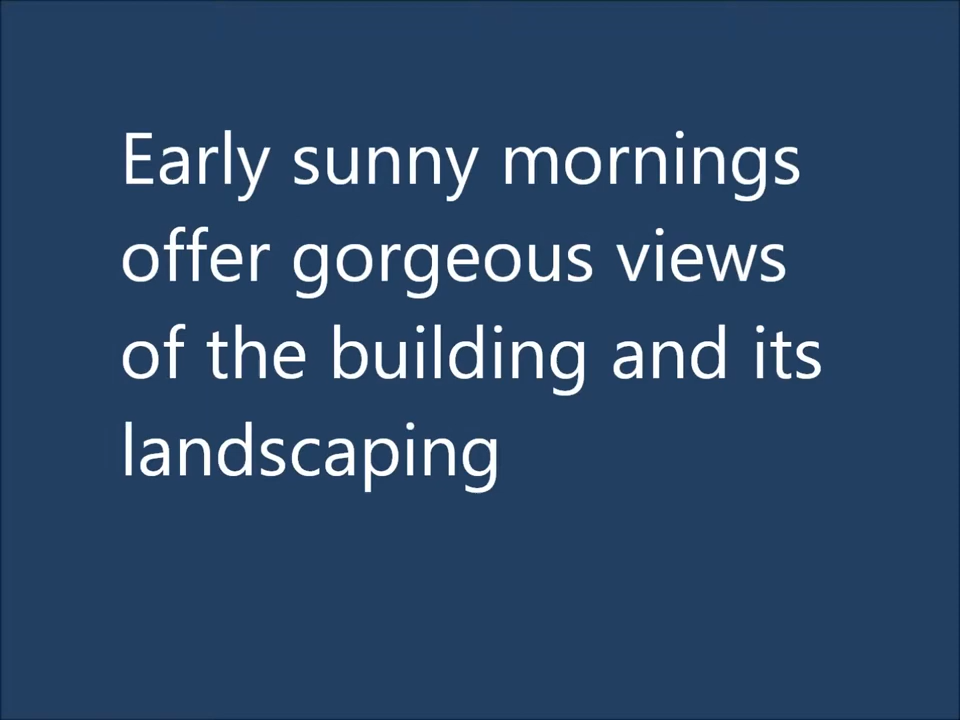 Early sunny mornings
offer gorgeous views
of the building and its
landscaping